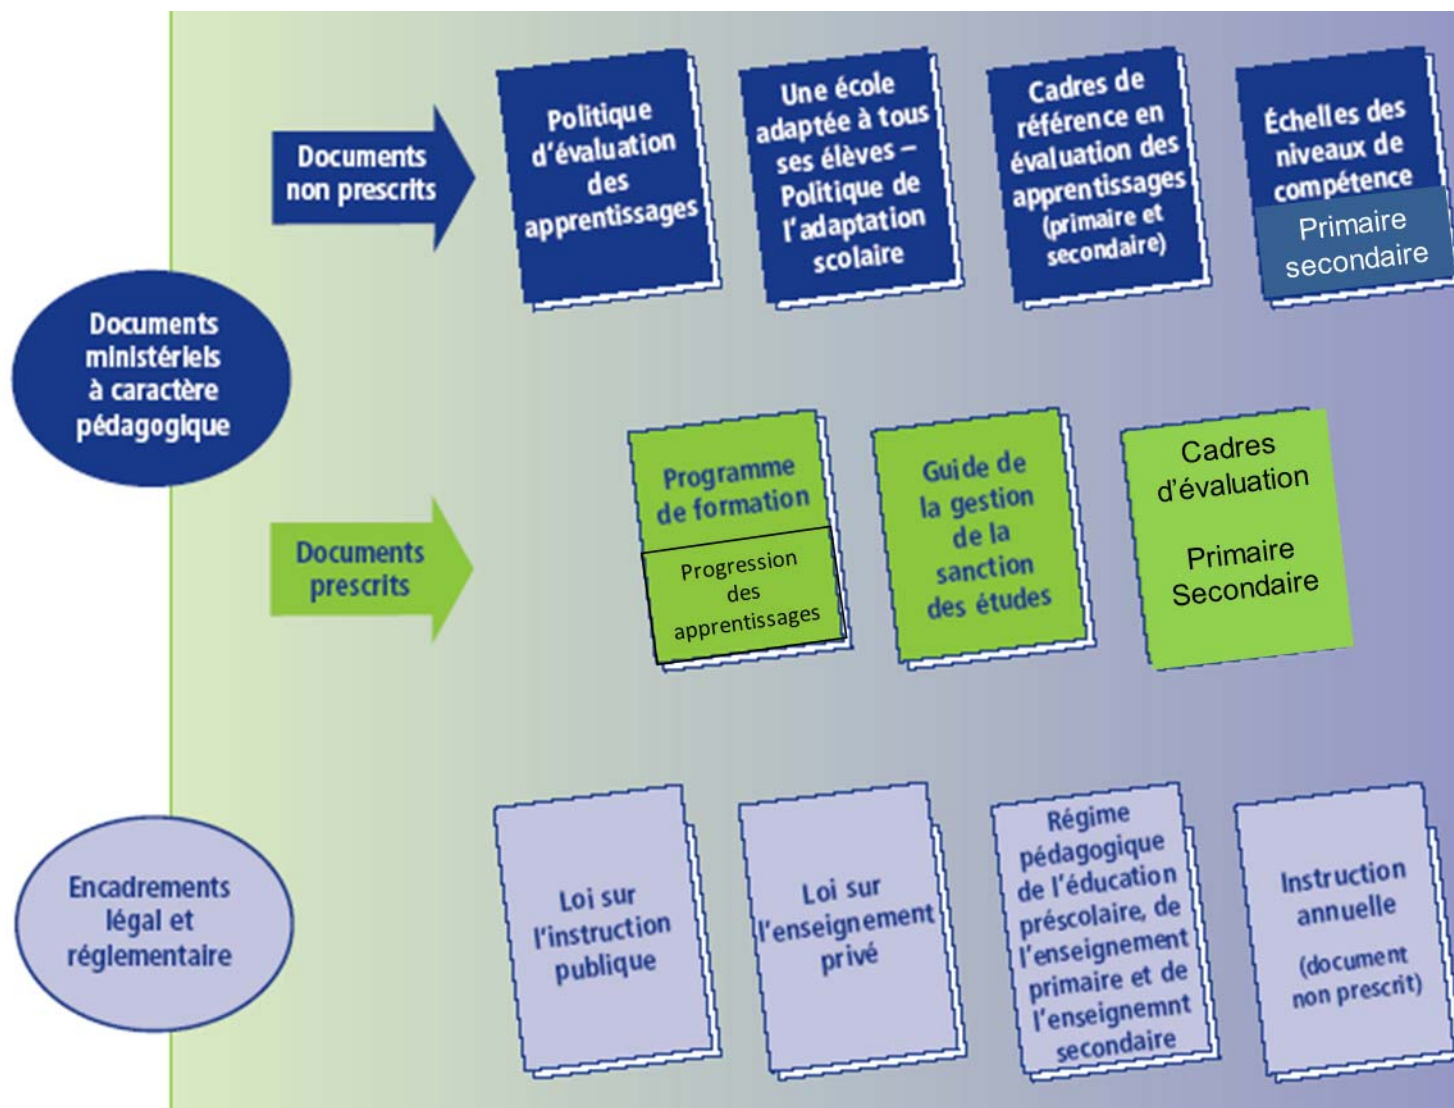 Documents
non prescrits
Politique
d'évaluation
des
apprentissages
Une école
adaptée à tous
ses élèves –
Politique de
l'adaptation
scolaire
Cadres de
référence en
évaluation des
apprentissages
(primaire et
secondaire)
Échelles des
niveaux de
compétence
Primaire
secondaire
Documents
ministériels
à caractère
pédagogique
Documents
prescrits
Programme
de formation
Progression
des
apprentissages
Guide de
la gestion
de la
sanction
des études
Cadres
d'évaluation
Primaire
Secondaire
Encadrements
légal et
réglementaire
Loi sur
l'instruction
publique
Loi sur
l'enseignement
privé
Régime
pédagogique
de l'éducation
préscolaire, de
l'enseignement
primaire et de
l'enseignemnt
secondaire
Instruction
annuelle
(document
non prescrit)